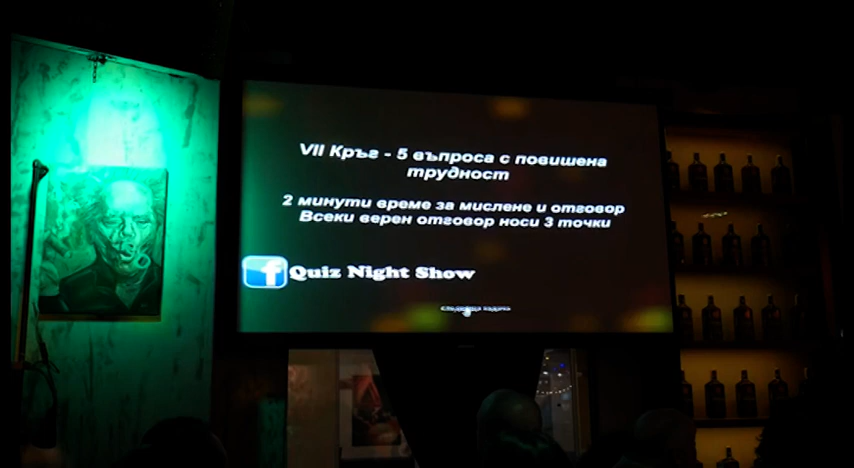 VII Кръг - 5 въпроса с повишена
трудност
2 минути време за мислене и отговор
Всеки верен отговор носи 3 точки
f Quiz Night Show